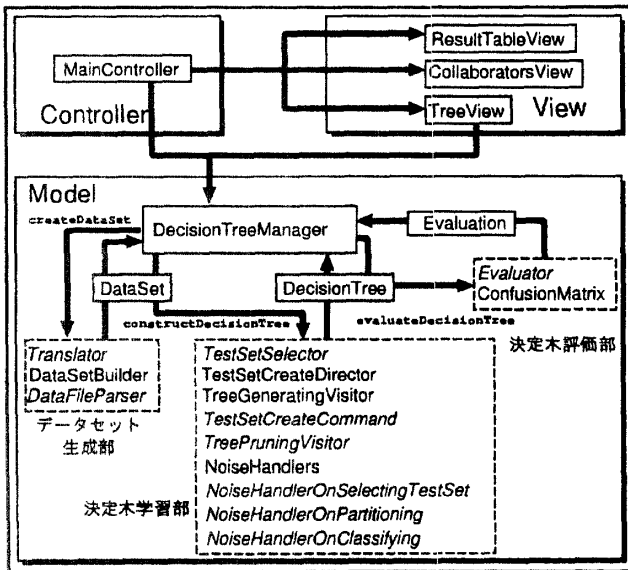 ResultTableView
MainController
CollaboratorsView
Controller
TreeView
View
Model
createDataSet
DecisionTreeManager
Evaluation
DataSet
DecisionTree
Evaluator
ConfusionMatrix
constructDecisionTree
evaluateDecisionTree
決定木評価部
Translator
DataSetBuilder
DataFileParser
データセット
生成部
TestSetSelector
TestSetCreateDirector
TreeGeneratingVisitor
TestSetCreateCommand
TreePruningVisitor
NoiseHandlers
NoiseHandlerOnSelectingTestSet
NoiseHandlerOnPartitioning
NoiseHandlerOnClassifying
決定木学習部